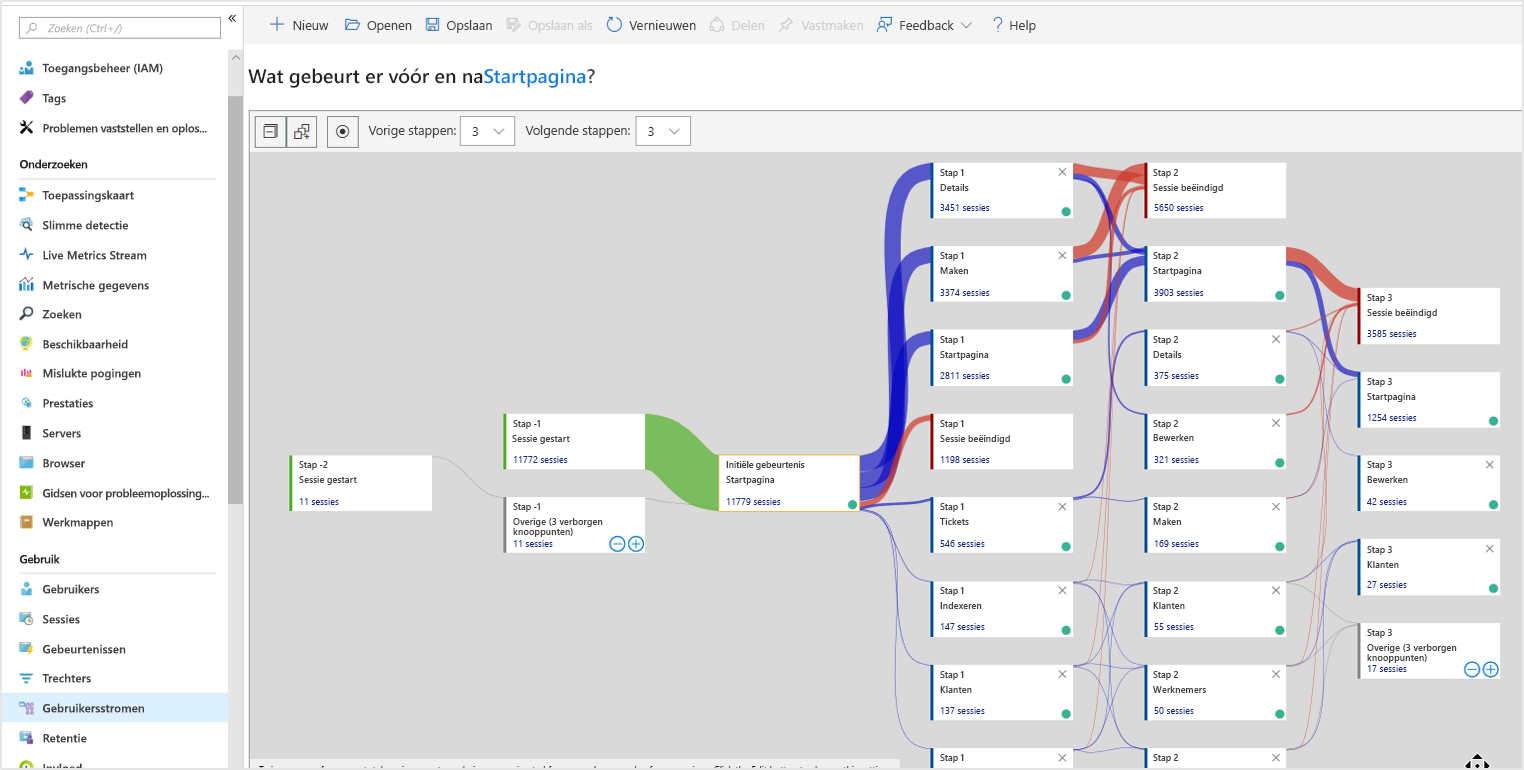 Zoeken (Ctrl+/)
«
Nieuw
Openen
Opslaan
Opslaan als
Vernieuwen
Delen
Vastmaken
Feedback
? Help
Toegangsbeheer (IAM)
Tags
Problemen vaststellen en oplos...
Onderzoeken
Toepassingskaart
Slimme detectie
Live Metrics Stream
Metrische gegevens
Zoeken
Beschikbaarheid
Mislukte pogingen
Prestaties
Servers
Browser
Gidsen voor probleemoplossing...
Werkmappen
Gebruik
Gebruikers
Sessies
Gebeurtenissen
Trechters
Gebruikersstromen
Retentie
Invloed
Wat gebeurt er vóór en naStartpagina?
Vorige stappen: 3
Volgende stappen: 3
Stap -2
Sessie gestart
11 sessies
Stap -1
Sessie gestart
11772 sessies
Stap -1
Overige (3 verborgen
knooppunten)
11 sessies
Initiële gebeurtenis
Startpagina
11779 sessies
Stap 1
Details
3451 sessies
Stap 1
Maken
3374 sessies
Stap 1
Startpagina
2811 sessies
Stap 1
Sessie beëindigd
1198 sessies
Stap 1
Tickets
546 sessies
Stap 1
Indexeren
147 sessies
Stap 1
Klanten
137 sessies
Stap 1
Stap 2
Sessie beëindigd
5650 sessies
Stap 2
Startpagina
3903 sessies
Stap 2
Details
375 sessies
Stap 2
Bewerken
321 sessies
Stap 2
Maken
169 sessies
Stap 2
Klanten
55 sessies
Stap 2
Werknemers
50 sessies
Stap 2
Stap 3
Sessie beëindigd
3585 sessies
Stap 3
Startpagina
1254 sessies
Stap 3
Bewerken
42 sessies
Stap 3
Klanten
27 sessies
Stap 3
Overige (3 verborgen
knooppunten)
17 sessies